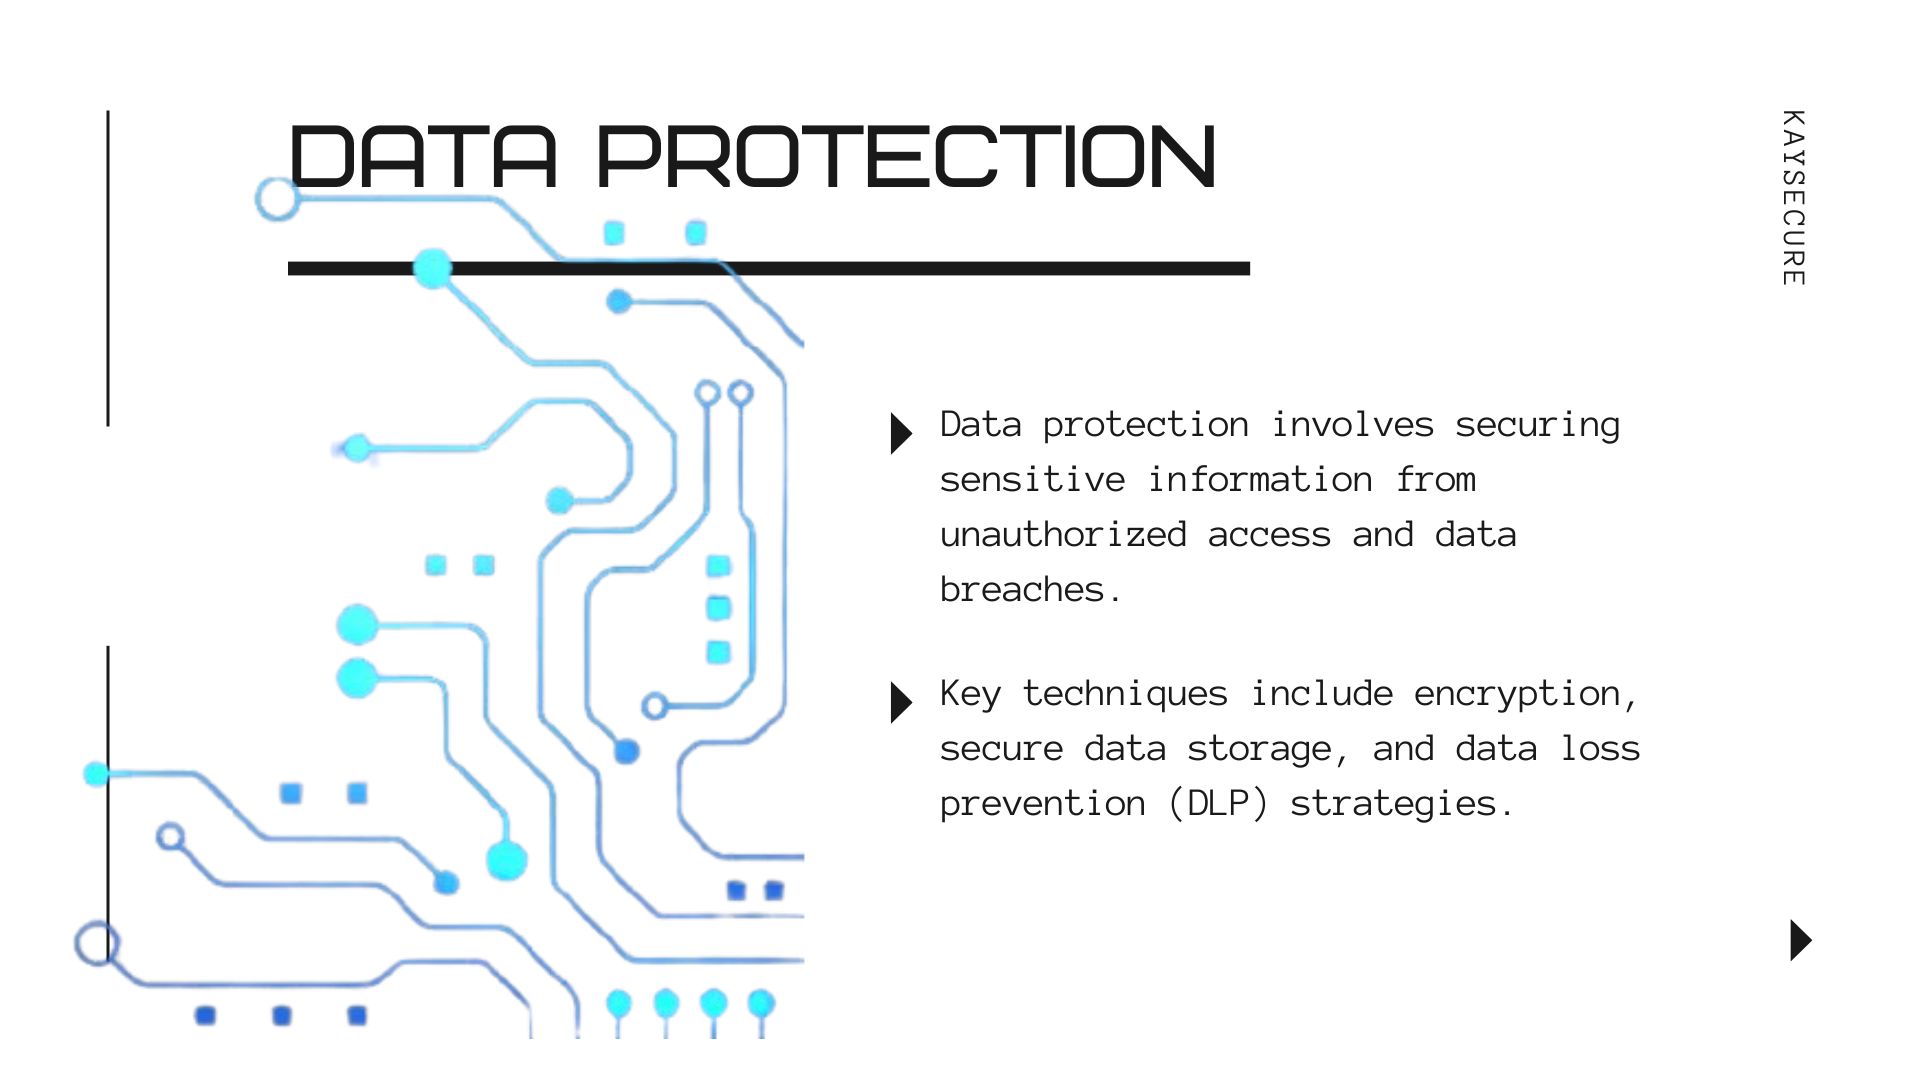 DATA PROTECTION
KAYSECURE
Data protection involves securing
sensitive information from
unauthorized access and data
breaches.
Key techniques include encryption,
secure data storage, and data loss
prevention (DLP) strategies.